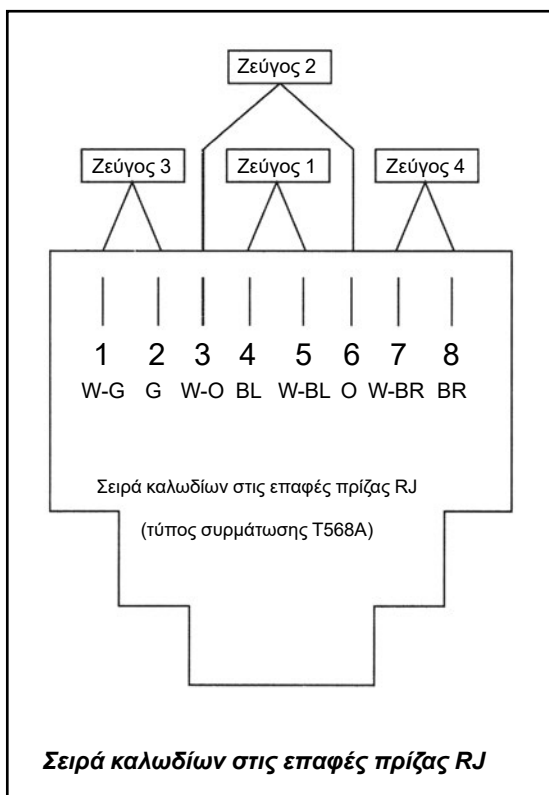 Ζεύγος 2
Ζεύγος 3 Ζεύγος 1 Ζεύγος 4
1 2 3 4 5 6 7 8
W-G G W-O BL W-BL O W-BR BR
Σειρά καλωδίων στις επαφές πρίζας RJ
(τύπος συρμάτωσης T568A)
Σειρά καλωδίων στις επαφές πρίζας RJ